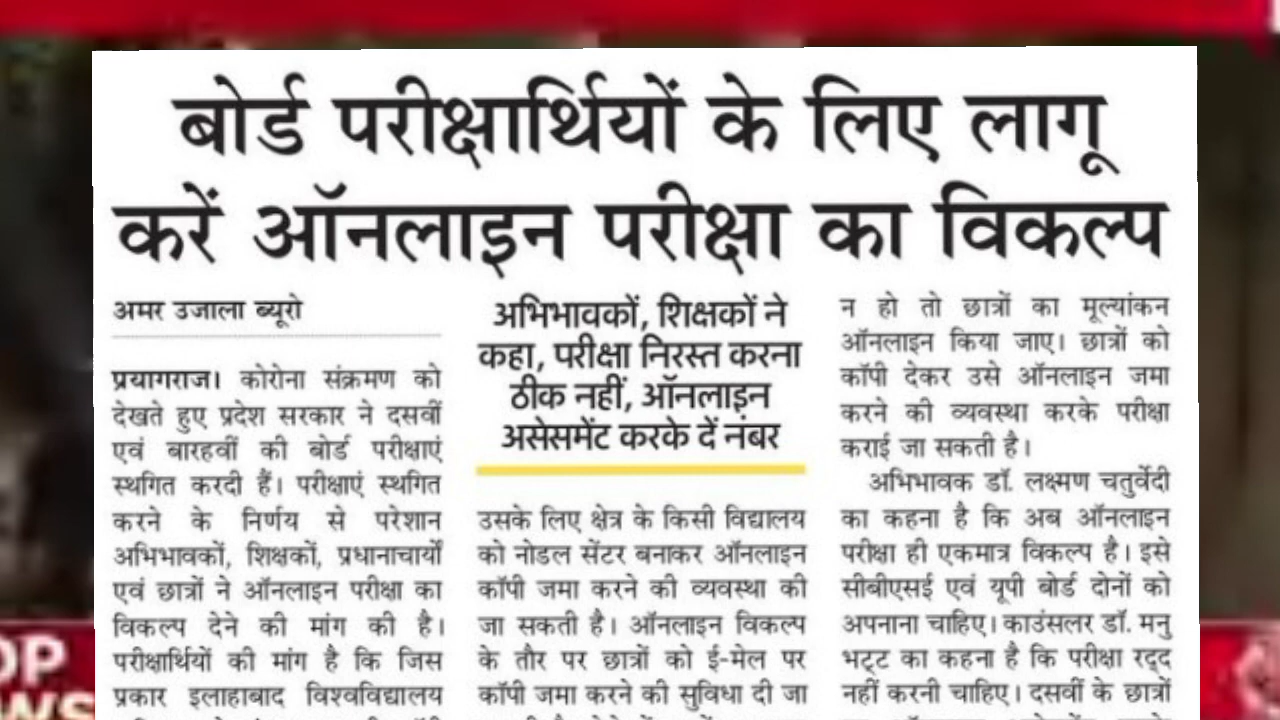 बोर्ड परीक्षार्थियों के लिए लागू
करें ऑनलाइन परीक्षा का विकल्प
अमर उजाला ब्यूरो
प्रयागराज। कोरोना संक्रमण को
देखते हुए प्रदेश सरकार ने दसवीं
एवं बारहवीं की बोर्ड परीक्षाएं
स्थगित करदी हैं। परीक्षाएं स्थगित
करने के निर्णय से परेशान
अभिभावकों, शिक्षकों, प्रधानाचार्यों
एवं छात्रों ने ऑनलाइन परीक्षा का
विकल्प देने की मांग की है।
परीक्षार्थियों की मांग है कि जिस
प्रकार इलाहाबाद विश्वविद्यालय
अभिभावकों, शिक्षकों ने
कहा, परीक्षा निरस्त करना
ठीक नहीं, ऑनलाइन
असेसमेंट करके दें नंबर
उसके लिए क्षेत्र के किसी विद्यालय
को नोडल सेंटर बनाकर ऑनलाइन
कॉपी जमा करने की व्यवस्था की
जा सकती है। ऑनलाइन विकल्प
के तौर पर छात्रों को ई-मेल पर
कॉपी जमा करने की सुविधा दी जा
न हो तो छात्रों का मूल्यांकन
ऑनलाइन किया जाए। छात्रों को
कॉपी देकर उसे ऑनलाइन जमा
करने की व्यवस्था करके परीक्षा
कराई जा सकती है।
अभिभावक डॉ. लक्ष्मण चतुर्वेदी
का कहना है कि अब ऑनलाइन
परीक्षा ही एकमात्र विकल्प है। इसे
सीबीएसई एवं यूपी बोर्ड दोनों को
अपनाना चाहिए। काउंसलर डॉ. मनु
भट्ट का कहना है कि परीक्षा रद्द
नहीं करनी चाहिए। दसवीं के छात्रों